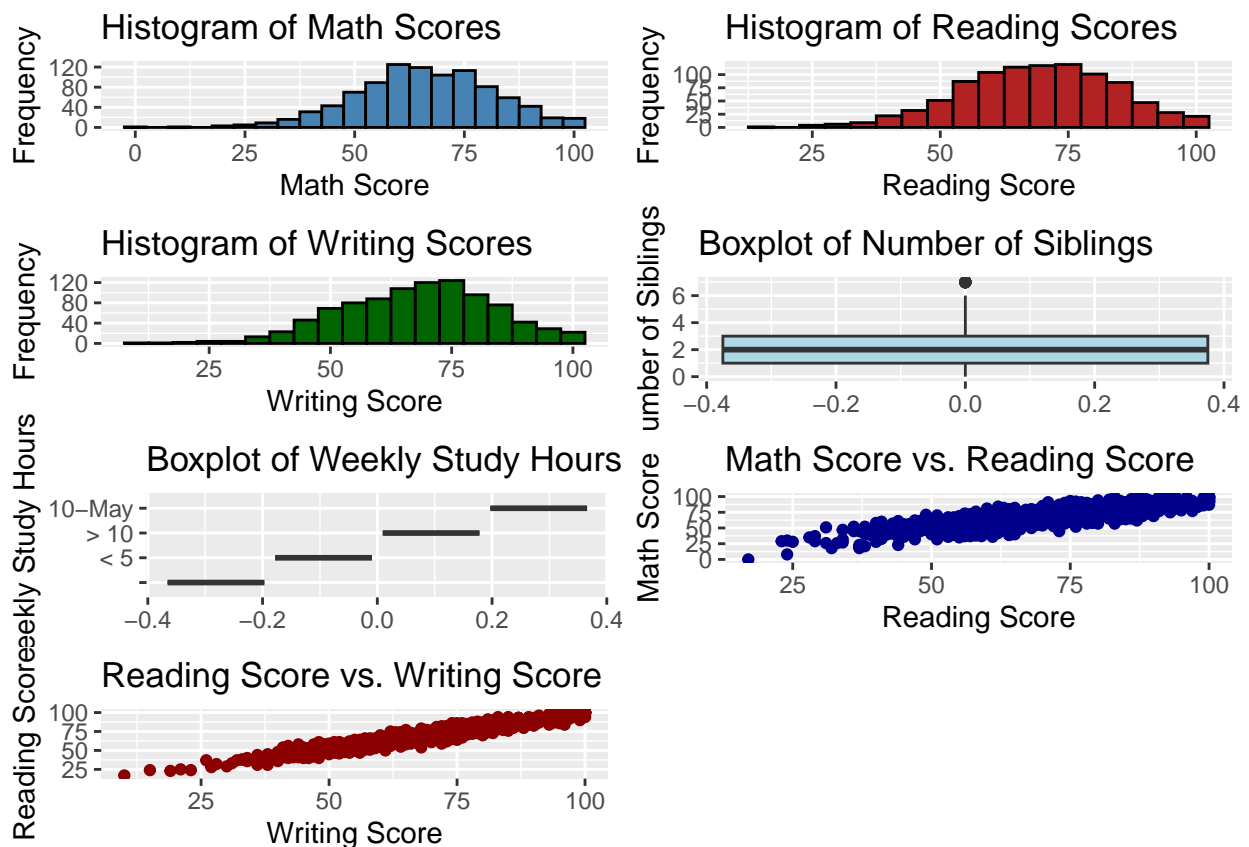 Histogram of Math Scores
Frequency
120
80
40
0
0 25 50 75 100
Math Score
Histogram of Reading Scores
Frequency
100
75
50
25
0
25 50 75 100
Reading Score
Histogram of Writing Scores
Frequency
120
80
40
0
25 50 75 100
Writing Score
Boxplot of Number of Siblings
umber of Siblings
6
4
2
0
−0.4 −0.2 0.0 0.2 0.4
Boxplot of Weekly Study Hours
eekly Study Hours
10−May
> 10
< 5
−0.4 −0.2 0.0 0.2 0.4
Math Score vs. Reading Score
Math Score
100
75
50
25
0
25 50 75 100
Reading Score
Reading Score vs. Writing Score
Reading Score
100
75
50
25
25 50 75 100
Writing Score